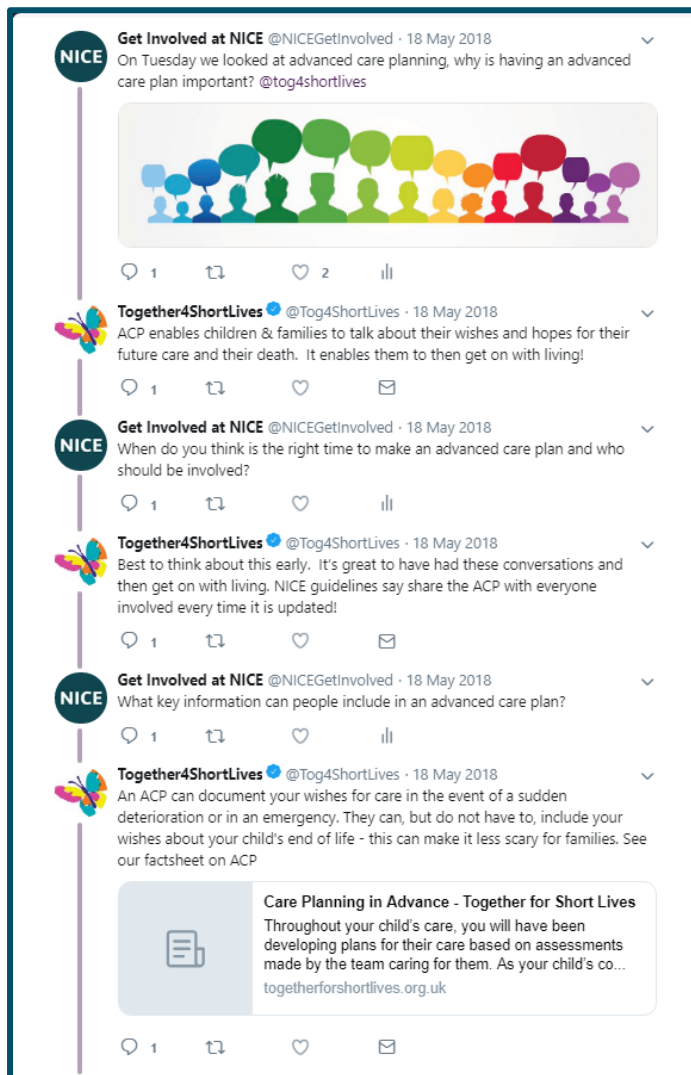 Get Involved at NICE @NICEGetInvolved · 18 May 2018
NICE
On Tuesday we looked at advanced care planning, why is having an advanced
care plan important? @tog4shortlives
1
2
Together4ShortLives @Tog4ShortLives · 18 May 2018
ACP enables children & families to talk about their wishes and hopes for their
future care and their death. It enables them to then get on with living!
1
Get Involved at NICE @NICEGetInvolved · 18 May 2018
NICE
When do you think is the right time to make an advanced care plan and who
should be involved?
1
Together4ShortLives @Tog4ShortLives · 18 May 2018
Best to think about this early. It's great to have had these conversations and
then get on with living. NICE guidelines say share the ACP with everyone
involved every time it is updated!
1
Get Involved at NICE @NICEGetInvolved · 18 May 2018
NICE
What key information can people include in an advanced care plan?
1
Together4ShortLives @Tog4ShortLives · 18 May 2018
An ACP can document your wishes for care in the event of a sudden
deterioration or in an emergency. They can, but do not have to, include your
wishes about your child's end of life - this can make it less scary for families. See
our factsheet on ACP
Care Planning in Advance - Together for Short Lives
Throughout your child's care, you will have been
developing plans for their care based on assessments
made by the team caring for them. As your child's co...
togetherforshortlives.org.uk
1